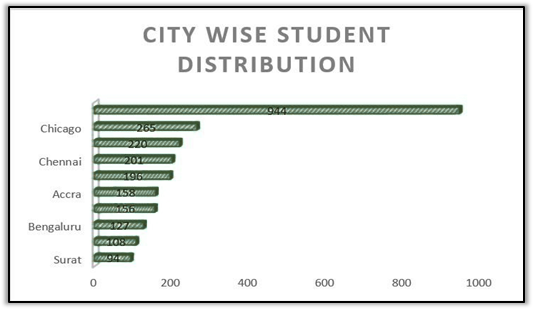 CITY WISE STUDENT
DISTRIBUTION
944
Chicago 265
220
Chennai 201
196
Accra 158
156
Bengaluru 127
108
Surat 94
0 200 400 600 800 1000